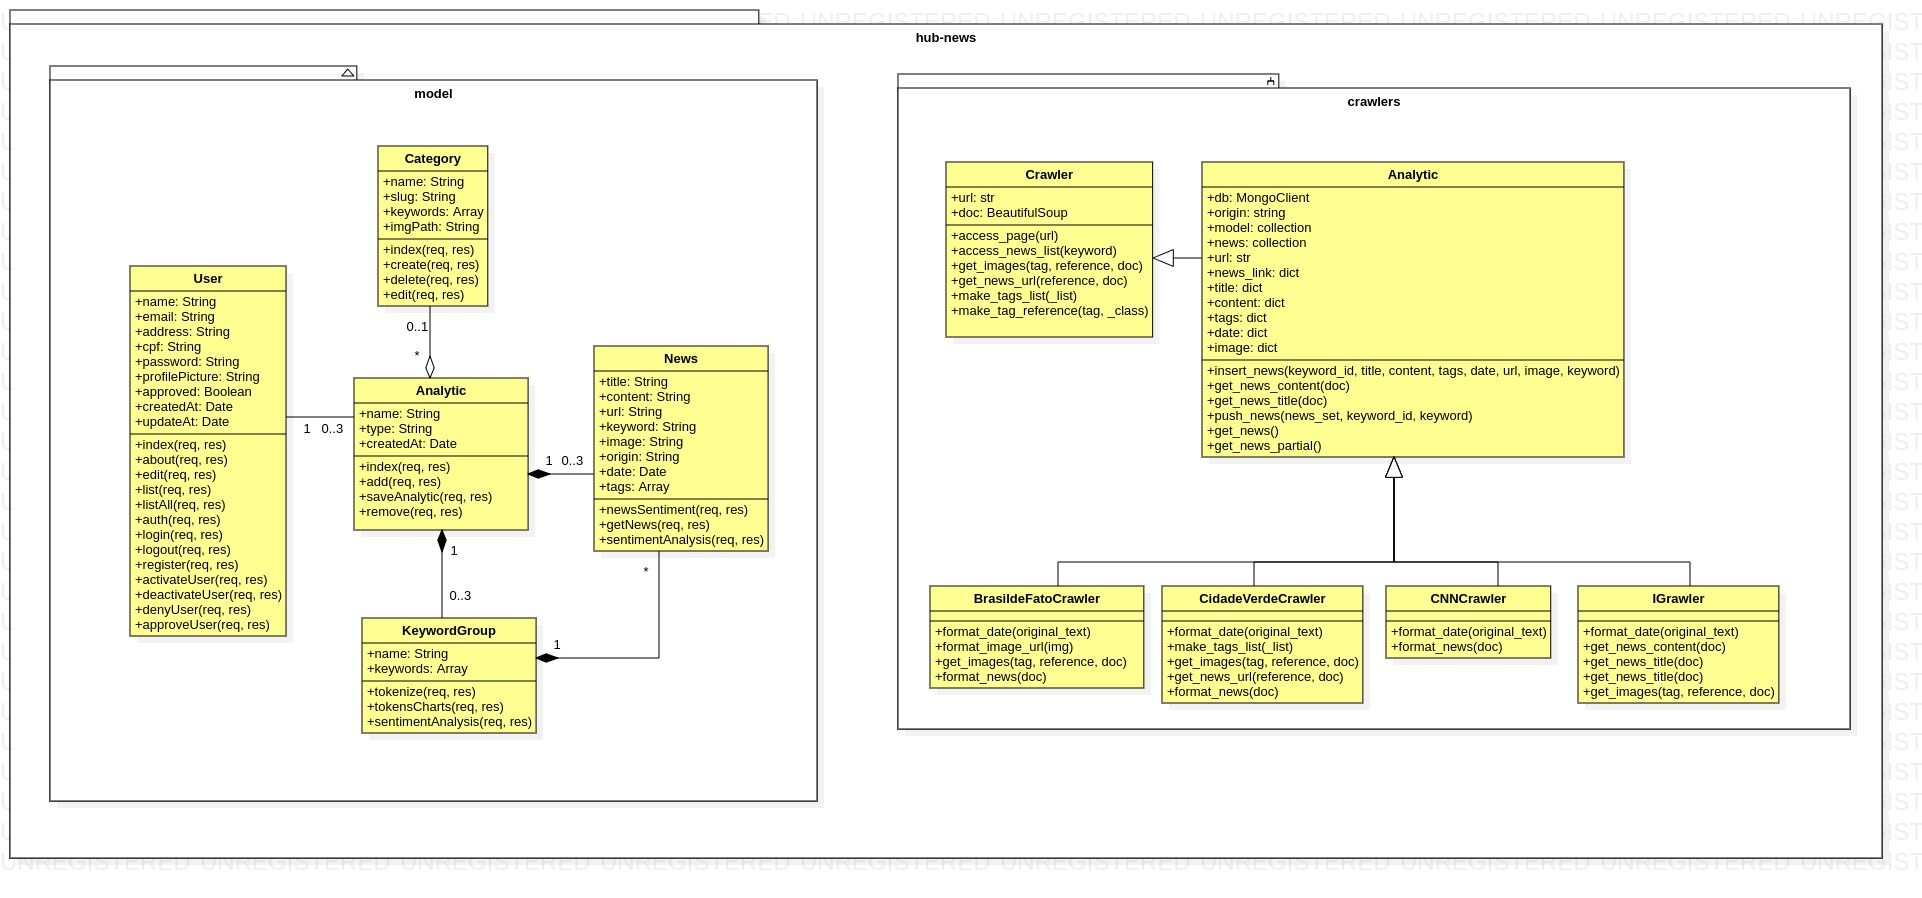 hub-news
model
Category
+name: String
+slug: String
+keywords: Array
+imgPath: String
+index(req, res)
+create(req, res)
+delete(req, res)
+edit(req, res)
0..1
*
User
+name: String
+email: String
+address: String
+cpf: String
+password: String
+profilePicture: String
+approved: Boolean
+createdAt: Date
+updateAt: Date
+index(req, res)
+about(req, res)
+edit(req, res)
+list(req, res)
+listAll(req, res)
+auth(req, res)
+login(req, res)
+logout(req, res)
+register(req, res)
+activateUser(req, res)
+deactivateUser(req, res)
+denyUser(req, res)
+approveUser(req, res)
1 0..3
Analytic
+name: String
+type: String
+createdAt: Date
+index(req, res)
+add(req, res)
+saveAnalytic(req, res)
+remove(req, res)
1 0..3
News
+title: String
+content: String
+url: String
+keyword: String
+image: String
+origin: String
+date: Date
+tags: Array
+newsSentiment(req, res)
+getNews(req, res)
+sentimentAnalysis(req, res)
1
0..3
*
1
KeywordGroup
+name: String
+keywords: Array
+tokenize(req, res)
+tokensCharts(req, res)
+sentimentAnalysis(req, res)
crawlers
Crawler
+url: str
+doc: BeautifulSoup
+access_page(url)
+access_news_list(keyword)
+get_images(tag, reference, doc)
+get_news_url(reference, doc)
+make_tags_list(_list)
+make_tag_reference(tag, _class)
Analytic
+db: MongoClient
+origin: string
+model: collection
+news: collection
+url: str
+news_link: dict
+title: dict
+content: dict
+tags: dict
+date: dict
+image: dict
+insert_news(keyword_id, title, content, tags, date, url, image, keyword)
+get_news_content(doc)
+get_news_title(doc)
+push_news(news_set, keyword_id, keyword)
+get_news()
+get_news_partial()
BrasildeFatoCrawler
+format_date(original_text)
+format_image_url(img)
+get_images(tag, reference, doc)
+format_news(doc)
CidadeVerdeCrawler
+format_date(original_text)
+make_tags_list(_list)
+get_images(tag, reference, doc)
+get_news_url(reference, doc)
+format_news(doc)
CNNCrawler
+format_date(original_text)
+format_news(doc)
IGrawler
+format_date(original_text)
+get_news_content(doc)
+get_news_title(doc)
+get_news_title(doc)
+get_images(tag, reference, doc)
UNREGISTERED UNREGISTERED UNREGISTERED UNREGISTERED UNREGISTERED UNREGISTERED UNREGISTERED UNREGISTERED UNREGISTERED